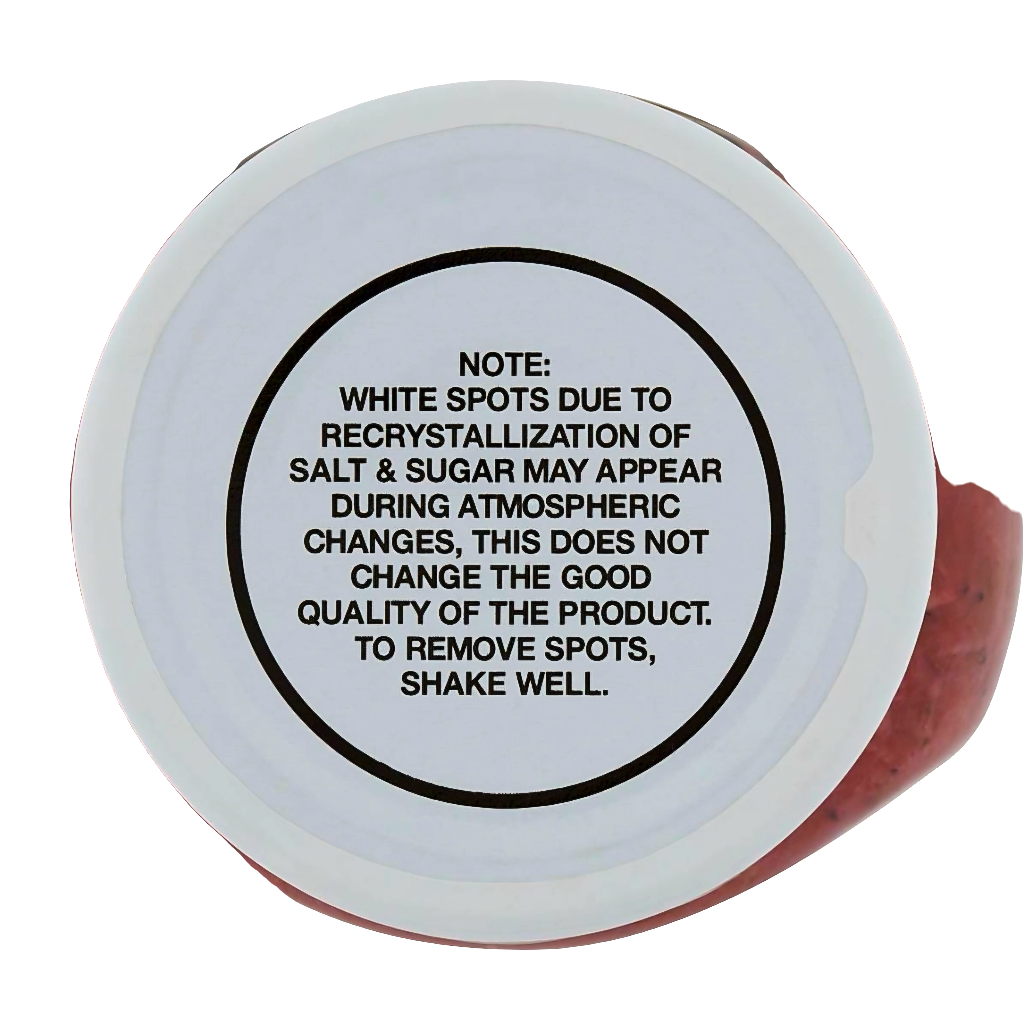 NOTE:
WHITE SPOTS DUE TO
RECRYSTALLIZATION OF
SALT & SUGAR MAY APPEAR
DURING ATMOSPHERIC
CHANGES, THIS DOES NOT
CHANGE THE GOOD
QUALITY OF THE PRODUCT.
TO REMOVE SPOTS,
SHAKE WELL.